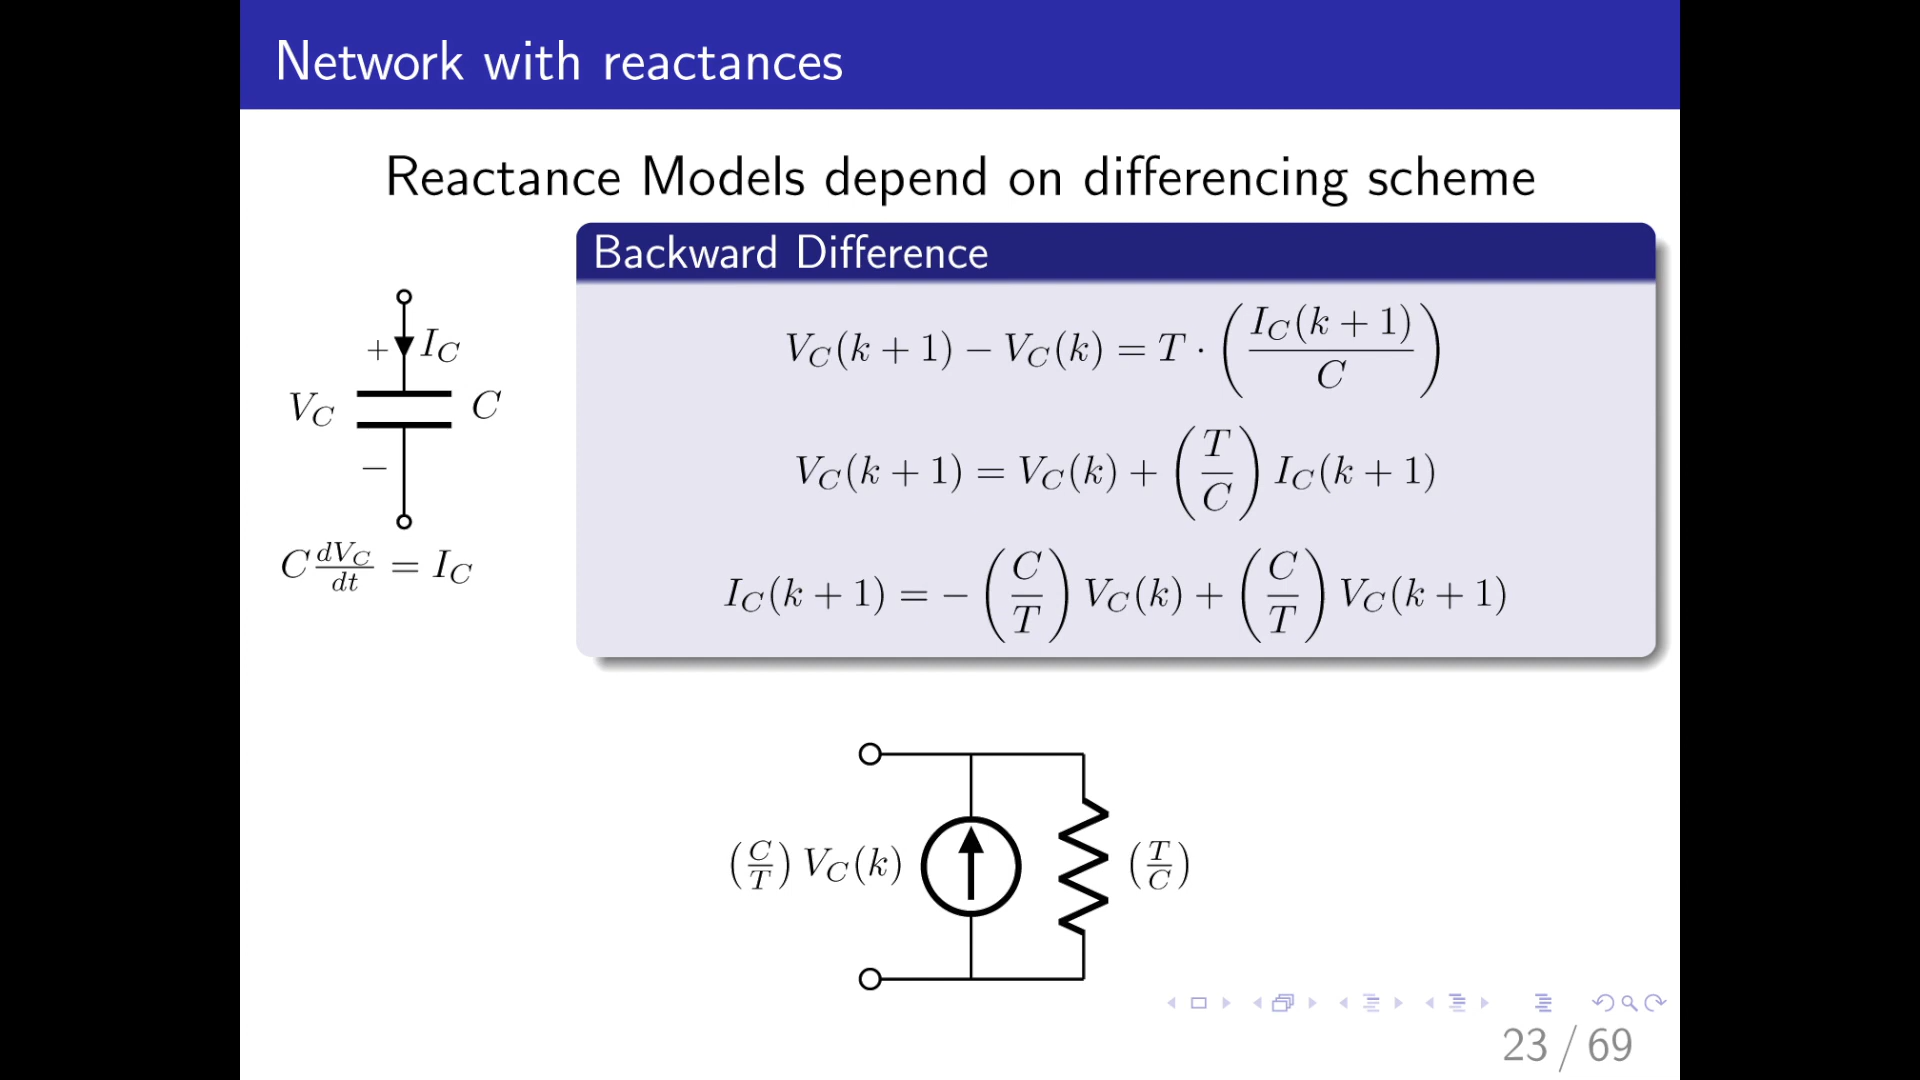 Network with reactances
Reactance Models depend on differencing scheme
Backward Difference
V_C(k + 1) − V_C(k) = T · (I_C(k + 1) / C)
V_C(k + 1) = V_C(k) + (T / C) I_C(k + 1)
I_C(k + 1) = − (C / T) V_C(k) + (C / T) V_C(k + 1)
+ I_C
V_C C
−
C dV_C/dt = I_C
(C/T) V_C(k) (T/C)
23 / 69